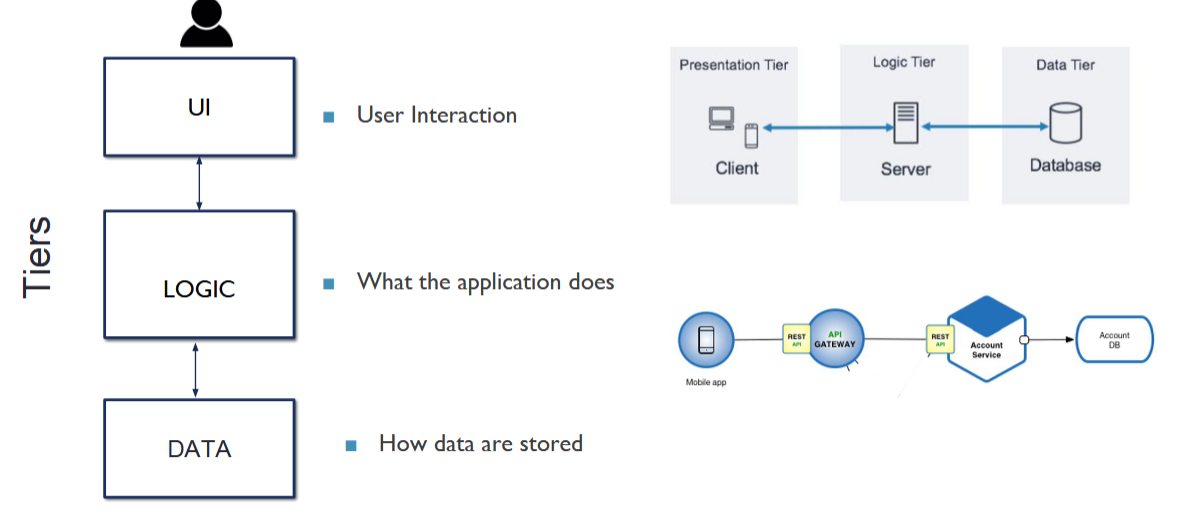 Tiers
UI
User Interaction
LOGIC
What the application does
DATA
How data are stored
Presentation Tier
Logic Tier
Data Tier
Client
Server
Database
REST
API
API
GATEWAY
REST
API
Account
Service
Account
DB
Mobile app